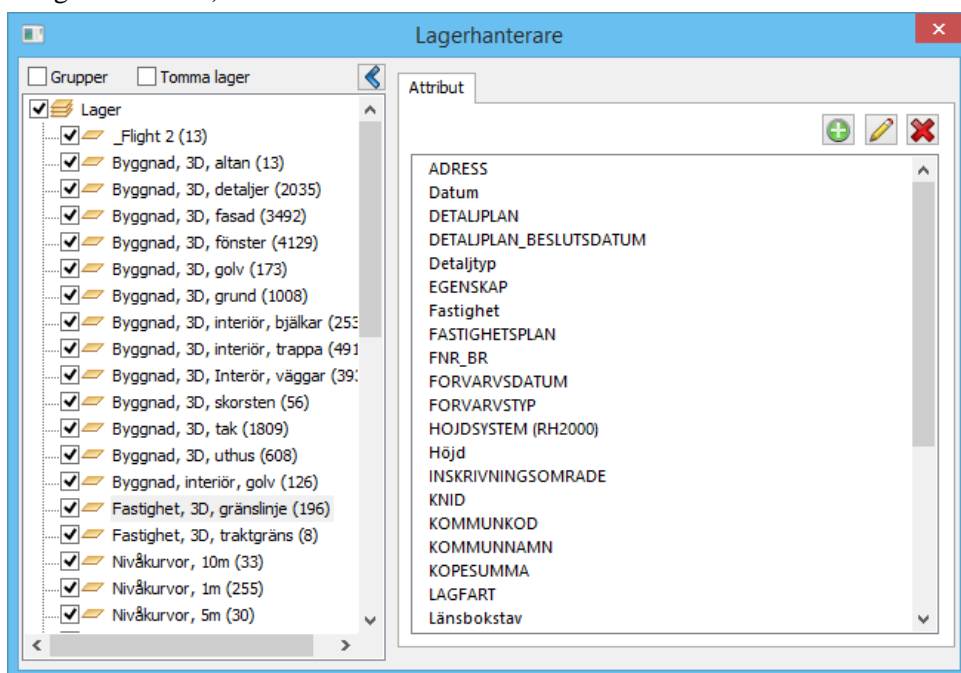 Lagerhanterare
Grupper
Tomma lager
Lager
_Flight 2 (13)
Byggnad, 3D, altan (13)
Byggnad, 3D, detaljer (2035)
Byggnad, 3D, fasad (3492)
Byggnad, 3D, fönster (4129)
Byggnad, 3D, golv (173)
Byggnad, 3D, grund (1008)
Byggnad, 3D, interiör, bjälkar (253
Byggnad, 3D, interiör, trappa (491
Byggnad, 3D, Interör, väggar (393
Byggnad, 3D, skorsten (56)
Byggnad, 3D, tak (1809)
Byggnad, 3D, uthus (608)
Byggnad, interiör, golv (126)
Fastighet, 3D, gränslinje (196)
Fastighet, 3D, traktgräns (8)
Nivåkurvor, 10m (33)
Nivåkurvor, 1m (255)
Nivåkurvor, 5m (30)
Attribut
ADRESS
Datum
DETALJPLAN
DETALJPLAN_BESLUTSDATUM
Detaljtyp
EGENSKAP
Fastighet
FASTIGHETSPLAN
FNR_BR
FORVARVSDATUM
FORVARVSTYP
HOJDSYSTEM (RH2000)
Höjd
INSKRIVNINGSOMRADE
KNID
KOMMUNKOD
KOMMUNNAMN
KOPESUMMA
LAGFART
Länsbokstav